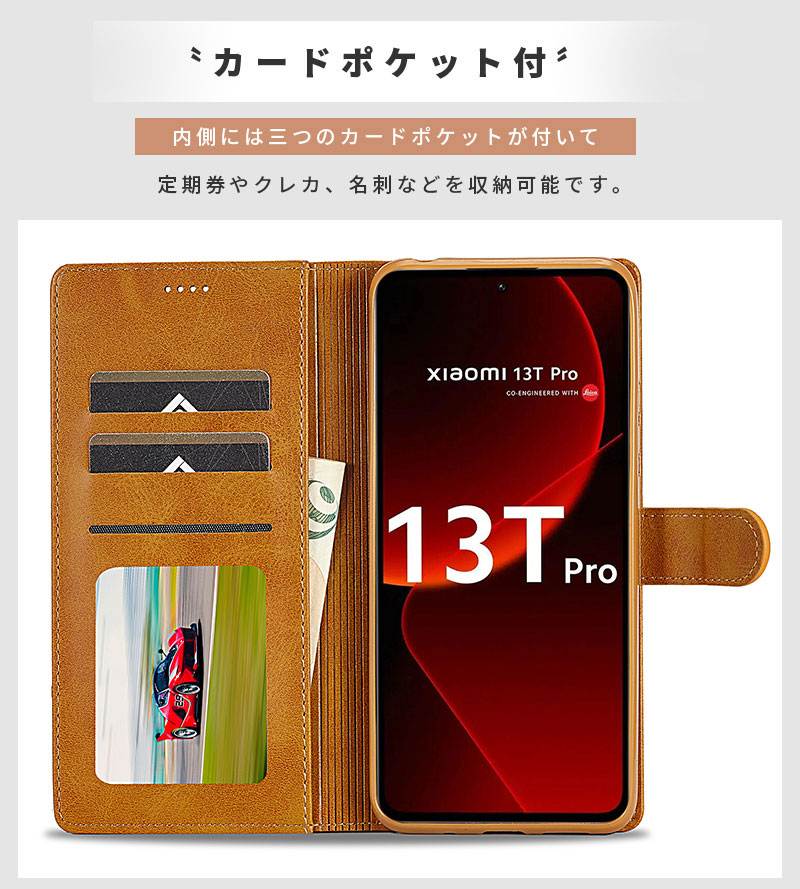 〝カードポケット付〞
内側には三つのカードポケットが付いて
定期券やクレカ、名刺などを収納可能です。
XIAOMI 13T Pro
CO-ENGINEERED WITH Leica
13T Pro